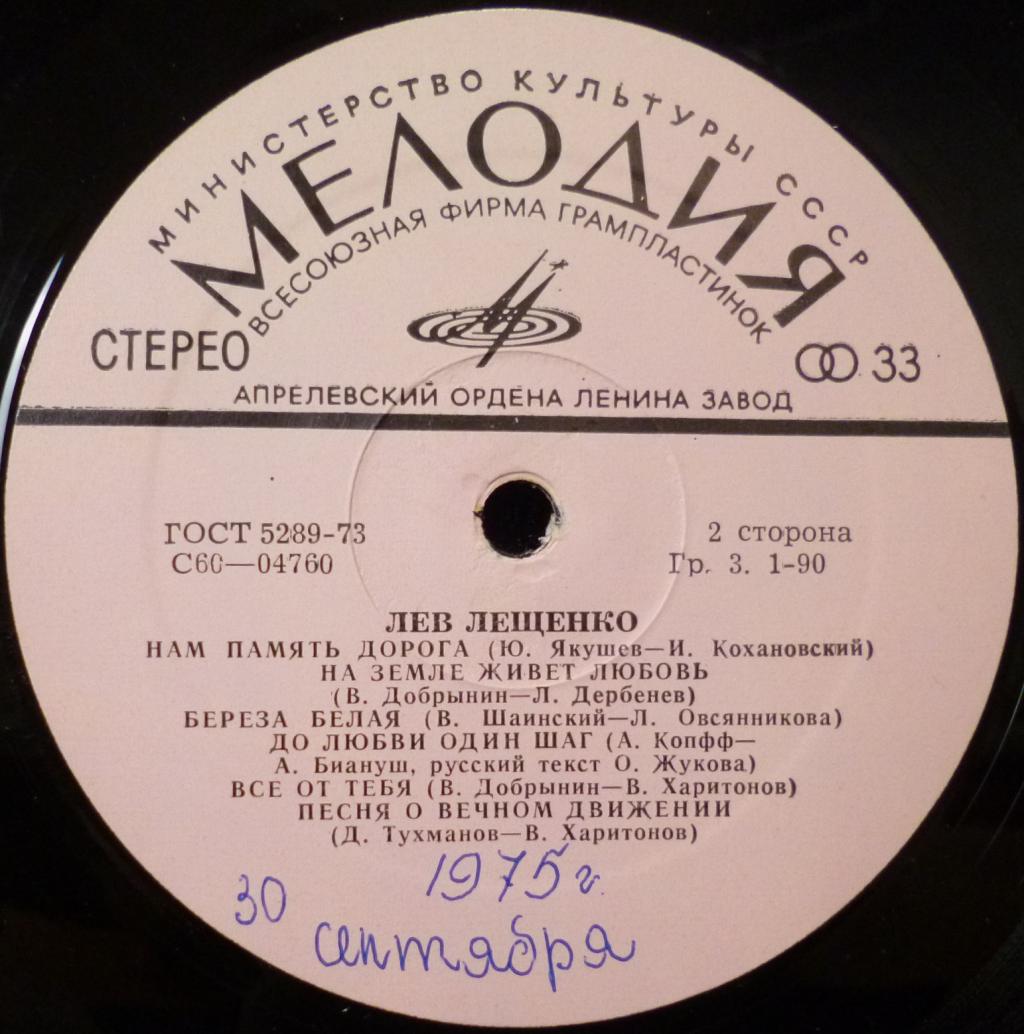 МИНИСТЕРСТВО КУЛЬТУРЫ СССР
МЕЛОДИЯ
ВСЕСОЮЗНАЯ ФИРМА ГРАМПЛАСТИНОК
СТЕРЕО
33
АПРЕЛЕВСКИЙ ОРДЕНА ЛЕНИНА ЗАВОД
ГОСТ 5289-73
2 сторона
С60—04760
Гр. 3. 1-90
ЛЕВ ЛЕЩЕНКО
НАМ ПАМЯТЬ ДОРОГА (Ю. Якушев—И. Кохановский)
НА ЗЕМЛЕ ЖИВЕТ ЛЮБОВЬ
(В. Добрынин—Л. Дербенев)
БЕРЕЗА БЕЛАЯ (В. Шаинский—Л. Овсянникова)
ДО ЛЮБВИ ОДИН ШАГ (А. Копфф—
А. Биануш, русский текст О. Жукова)
ВСЕ ОТ ТЕБЯ (В. Добрынин—В. Харитонов)
ПЕСНЯ О ВЕЧНОМ ДВИЖЕНИИ
(Д. Тухманов—В. Харитонов)
1975 г.
30
сентября